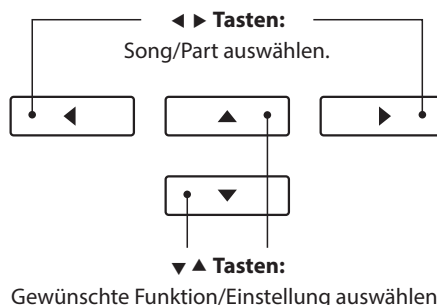 ◀ ▶ Tasten:
Song/Part auswählen.
▼ ▲ Tasten:
Gewünschte Funktion/Einstellung auswählen